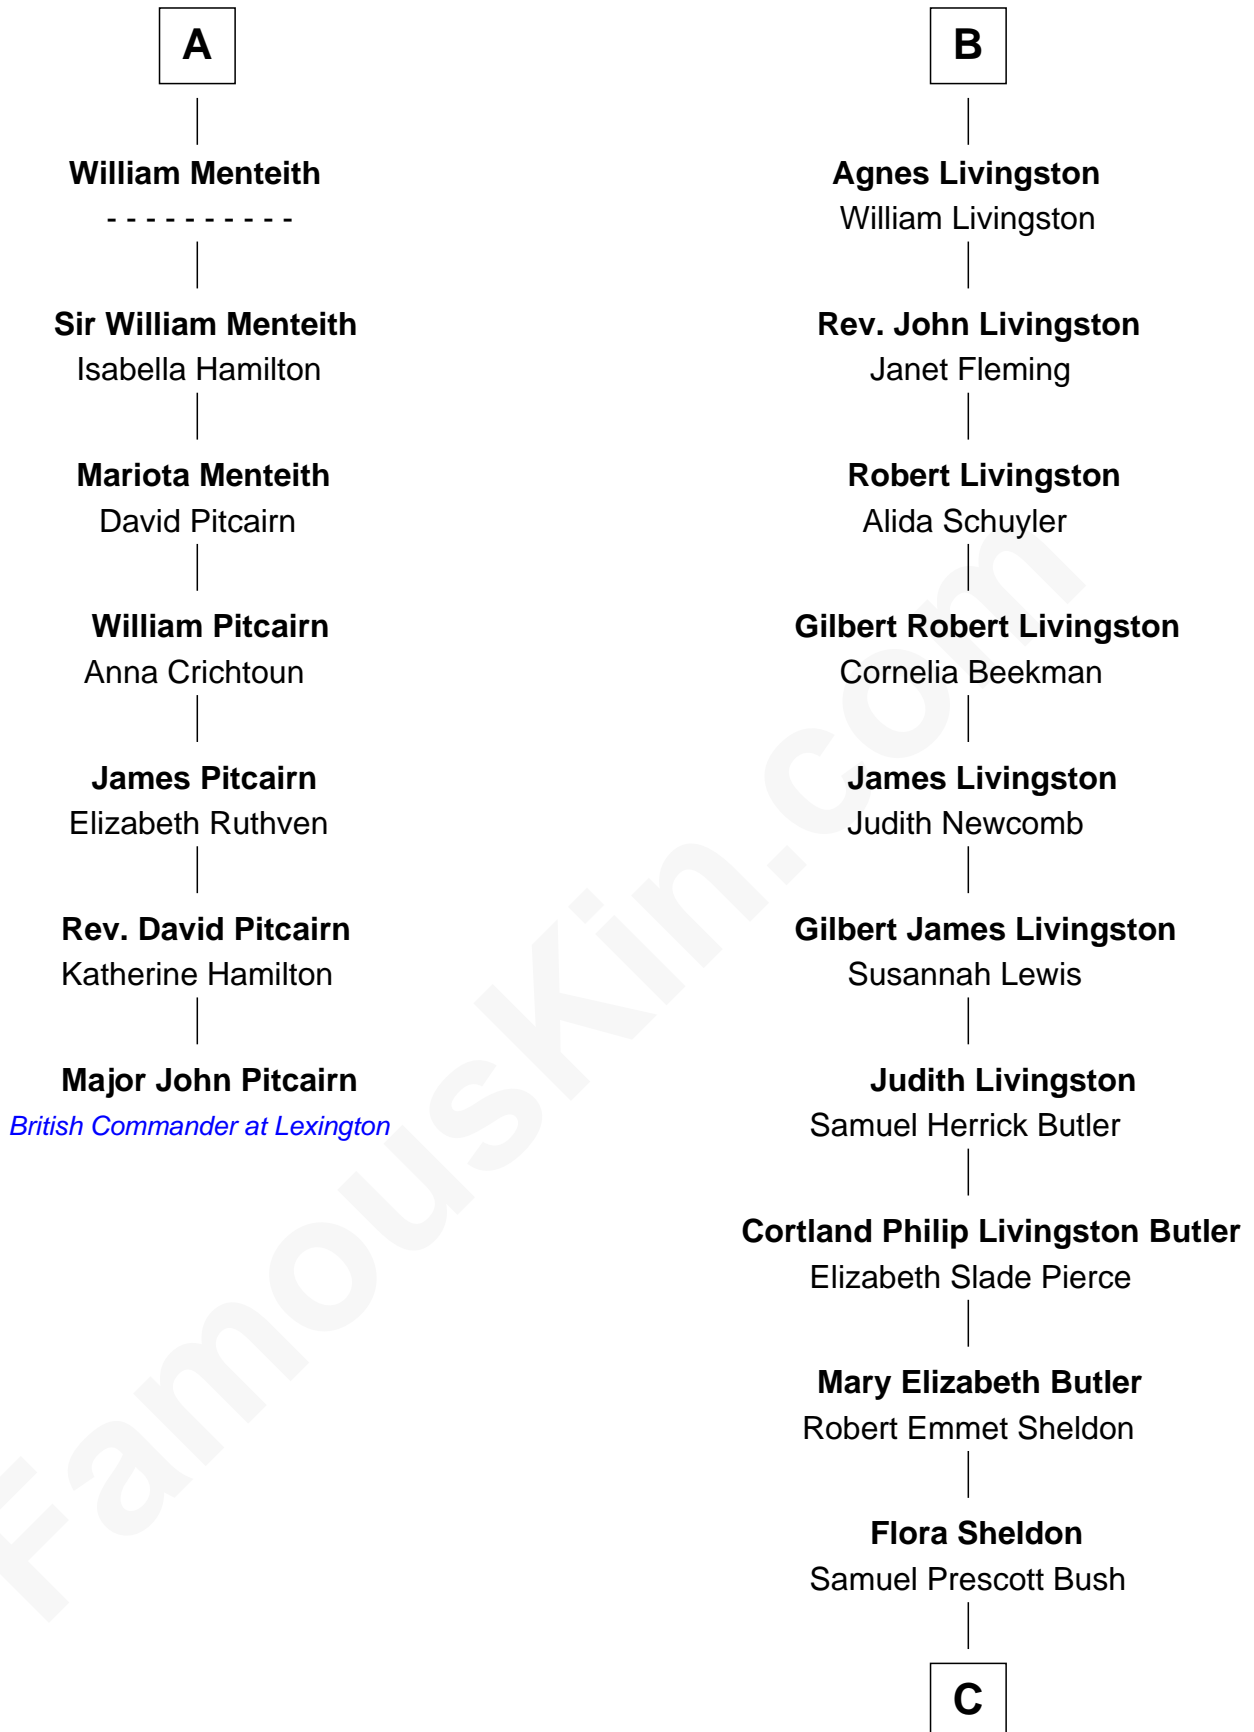 A
William Menteith
- - - - - - - - - -
Sir William Menteith
Isabella Hamilton
Mariota Menteith
David Pitcairn
William Pitcairn
Anna Crichtoun
James Pitcairn
Elizabeth Ruthven
Rev. David Pitcairn
Katherine Hamilton
Major John Pitcairn
British Commander at Lexington
B
Agnes Livingston
William Livingston
Rev. John Livingston
Janet Fleming
Robert Livingston
Alida Schuyler
Gilbert Robert Livingston
Cornelia Beekman
James Livingston
Judith Newcomb
Gilbert James Livingston
Susannah Lewis
Judith Livingston
Samuel Herrick Butler
Cortland Philip Livingston Butler
Elizabeth Slade Pierce
Mary Elizabeth Butler
Robert Emmet Sheldon
Flora Sheldon
Samuel Prescott Bush
C
FamousKin.com